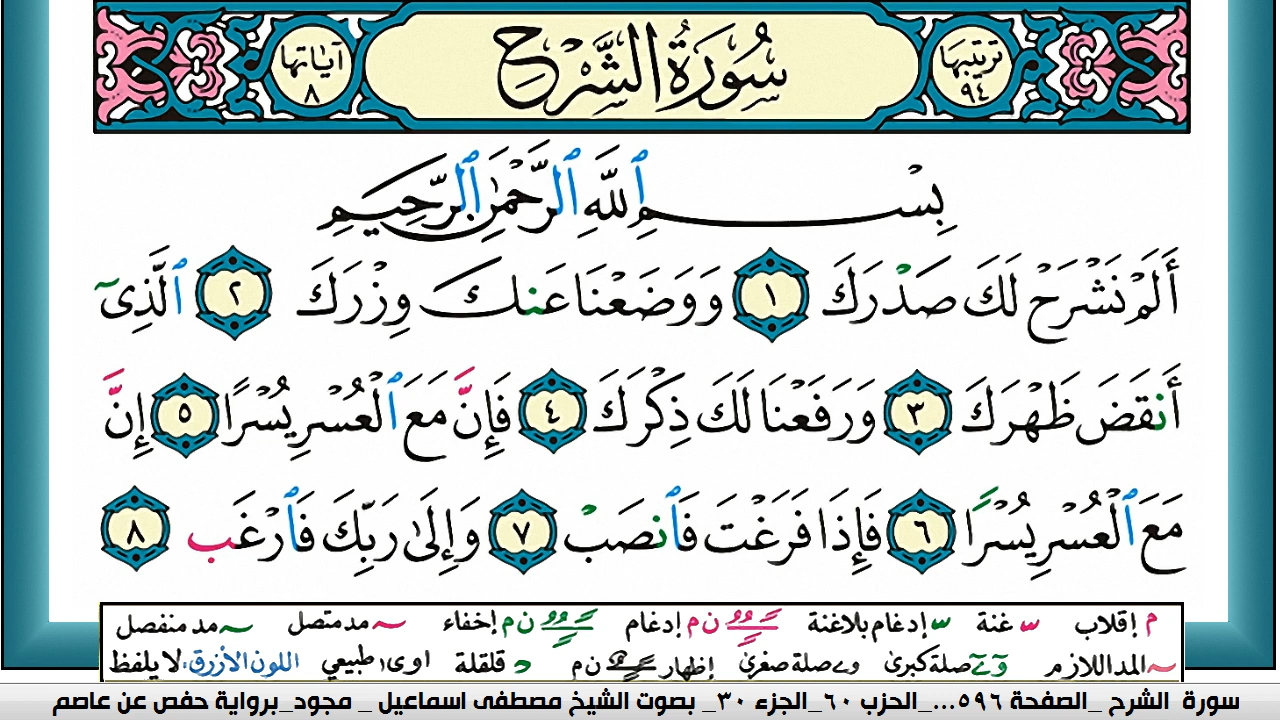 ترتيبها ٩٤
سُورَةُ الشَّرْحِ
آياتها ٨
بِسْمِ ٱللَّهِ ٱلرَّحْمَٰنِ ٱلرَّحِيمِ
أَلَمْ نَشْرَحْ لَكَ صَدْرَكَ ١ وَوَضَعْنَا عَنكَ وِزْرَكَ ٢ ٱلَّذِىٓ
أَنقَضَ ظَهْرَكَ ٣ وَرَفَعْنَا لَكَ ذِكْرَكَ ٤ فَإِنَّ مَعَ ٱلْعُسْرِ يُسْرًا ٥ إِنَّ
مَعَ ٱلْعُسْرِ يُسْرًا ٦ فَإِذَا فَرَغْتَ فَٱنصَبْ ٧ وَإِلَىٰ رَبِّكَ فَٱرْغَب ٨
م إقلاب س غنة س إدغام بلاغنة ن م إدغام ن م إخفاء مد متصل مد منفصل
المد اللازم صلة كبرى صلة صغرى إظهار ن م قلقلة اوى طبيعي اللون الأزرق، لا يلفظ
سورة الشرح _الصفحة ٥٩٦..._الحزب ٦٠_الجزء ٣٠_ بصوت الشيخ مصطفى اسماعيل _ مجود_برواية حفص عن عاصم